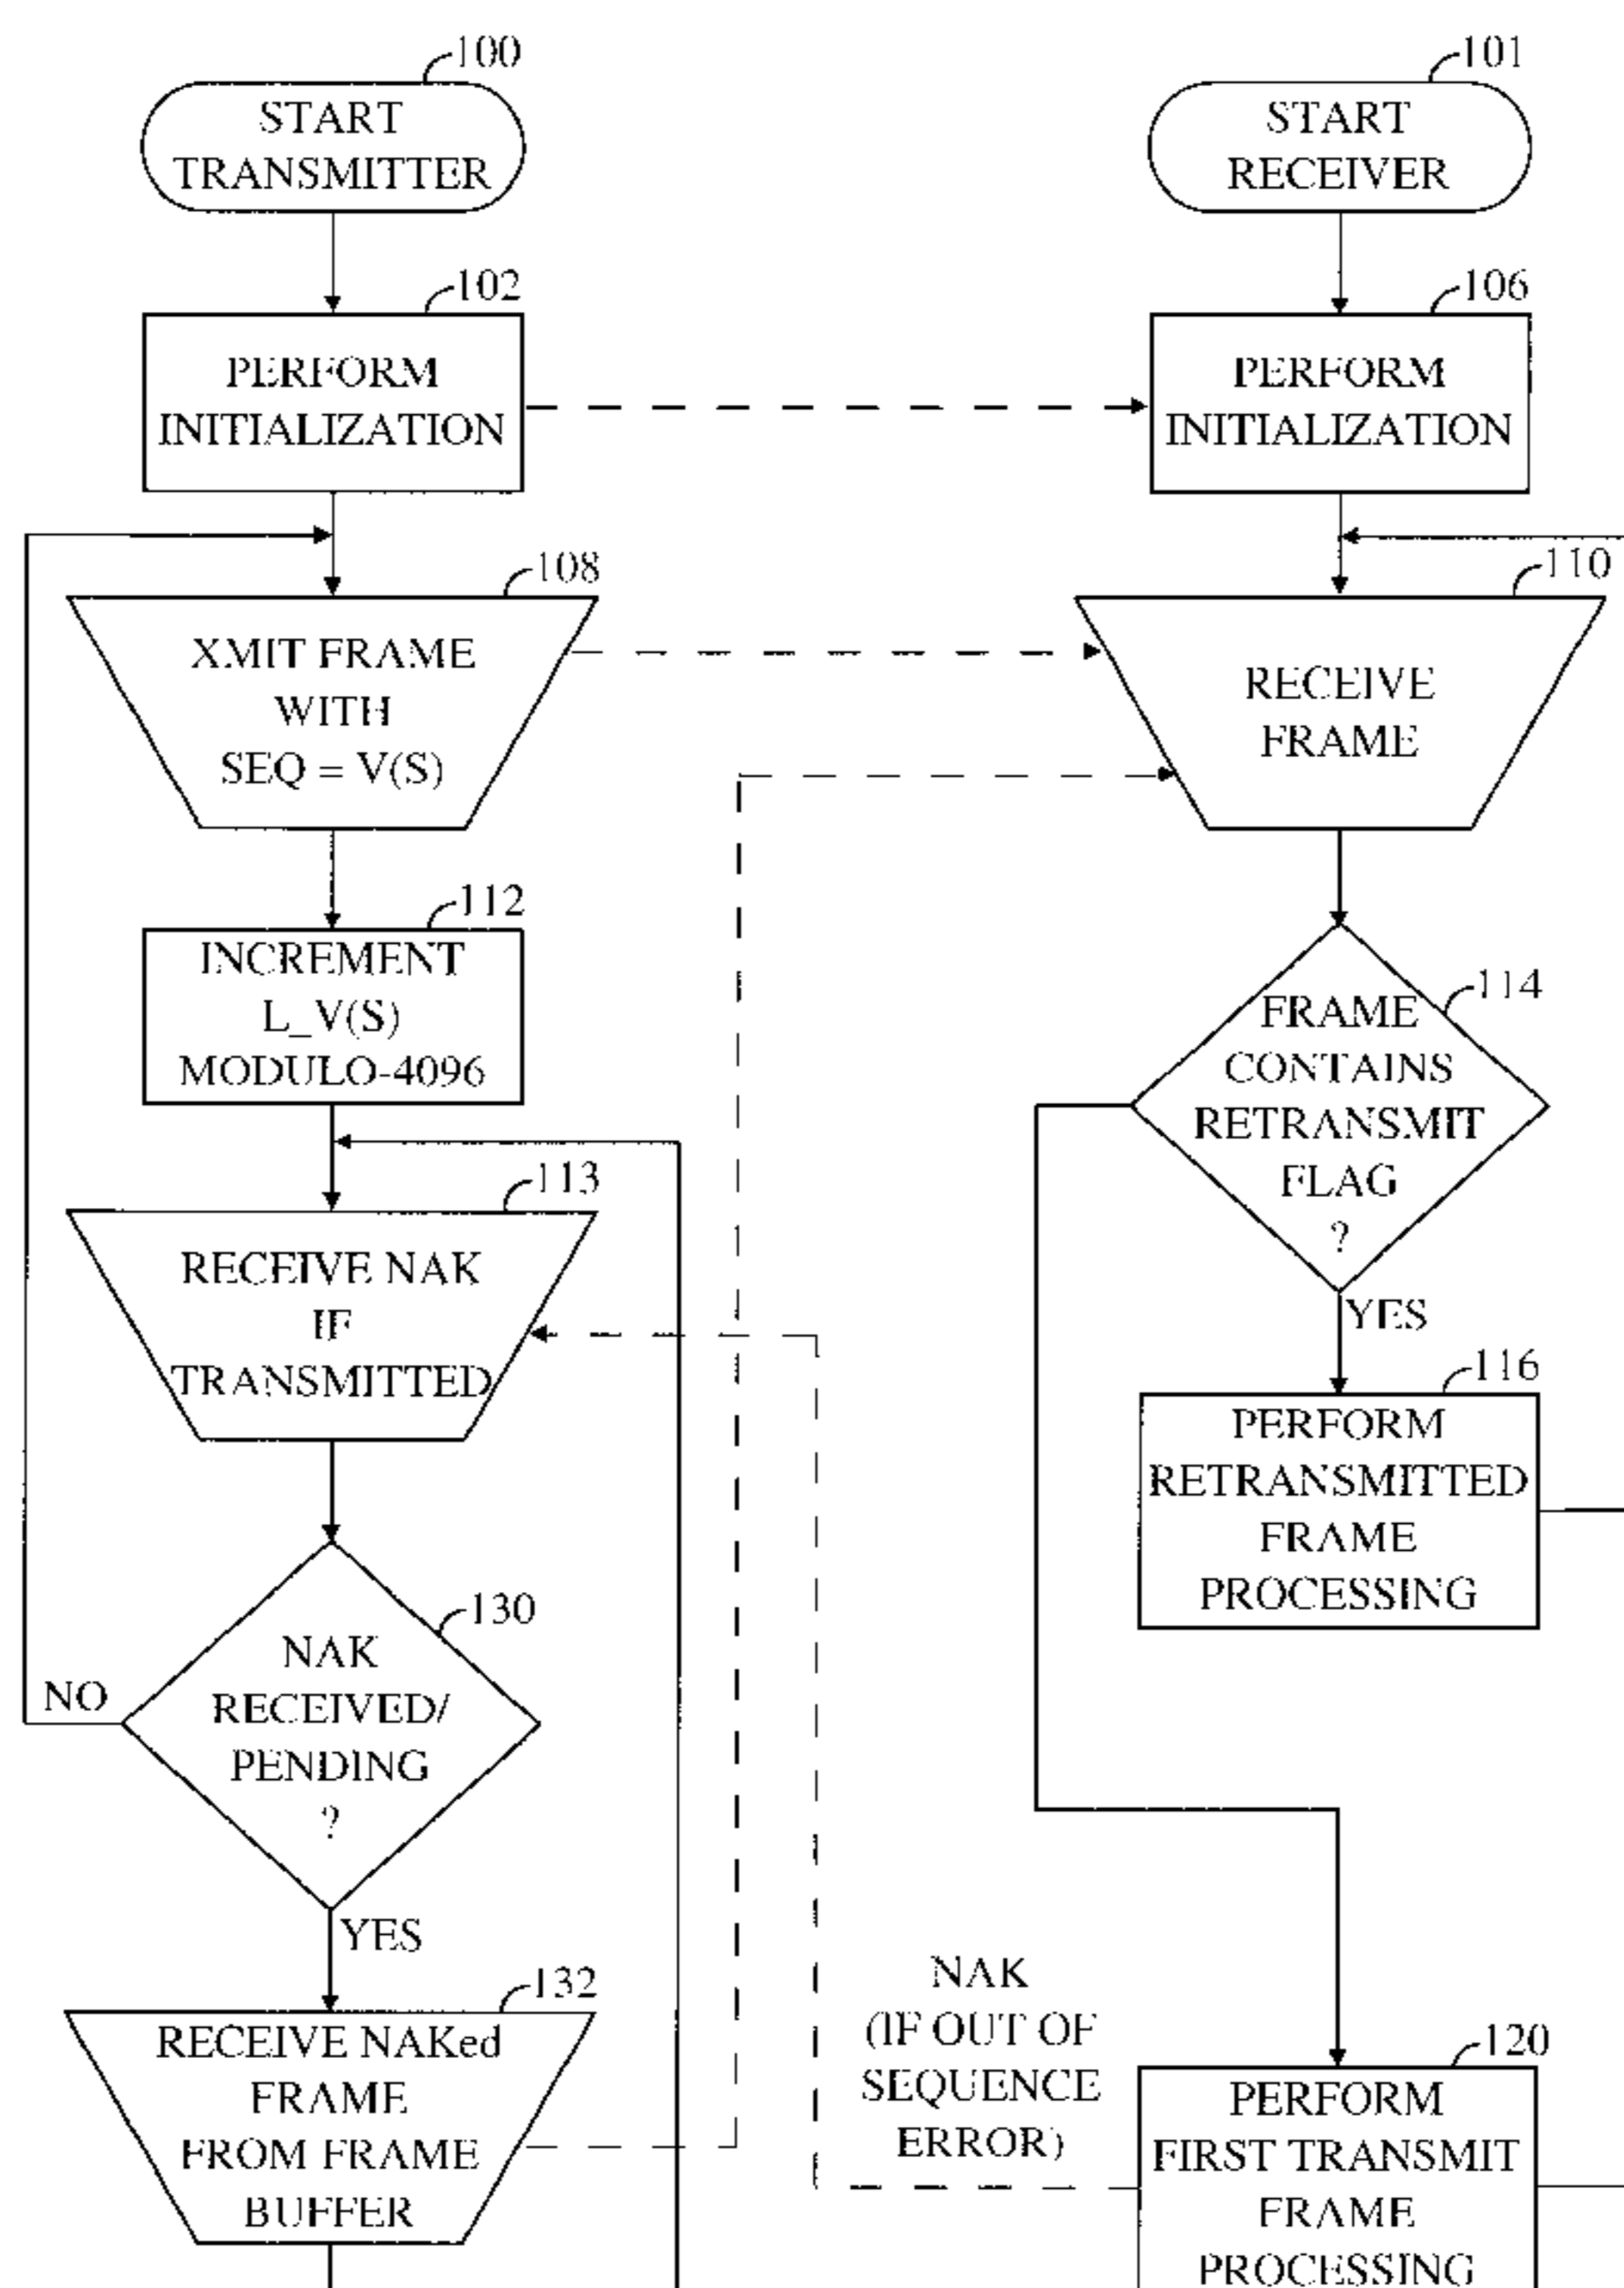 100
START
TRANSMITTER
102
PERFORM
INITIALIZATION
108
XMIT FRAME
WITH
SEQ = V(S)
112
INCREMENT
L_V(S)
MODULO-4096
113
RECEIVE NAK
IF
TRANSMITTED
130
NAK
RECEIVED/
PENDING
?
NO
YES
132
RECEIVE NAKed
FRAME
FROM FRAME
BUFFER
101
START
RECEIVER
106
PERFORM
INITIALIZATION
110
RECEIVE
FRAME
114
FRAME
CONTAINS
RETRANSMIT
FLAG
?
YES
116
PERFORM
RETRANSMITTED
FRAME
PROCESSING
NAK
(IF OUT OF
SEQUENCE
ERROR)
120
PERFORM
FIRST TRANSMIT
FRAME
PROCESSING